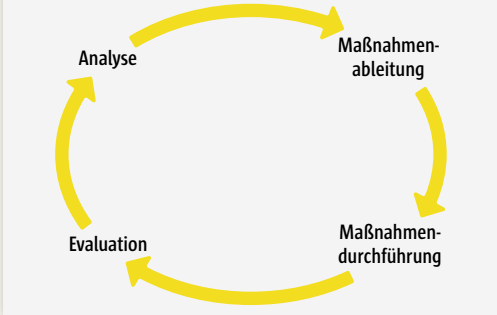 Analyse
Maßnahmen-
ableitung
Maßnahmen-
durchführung
Evaluation